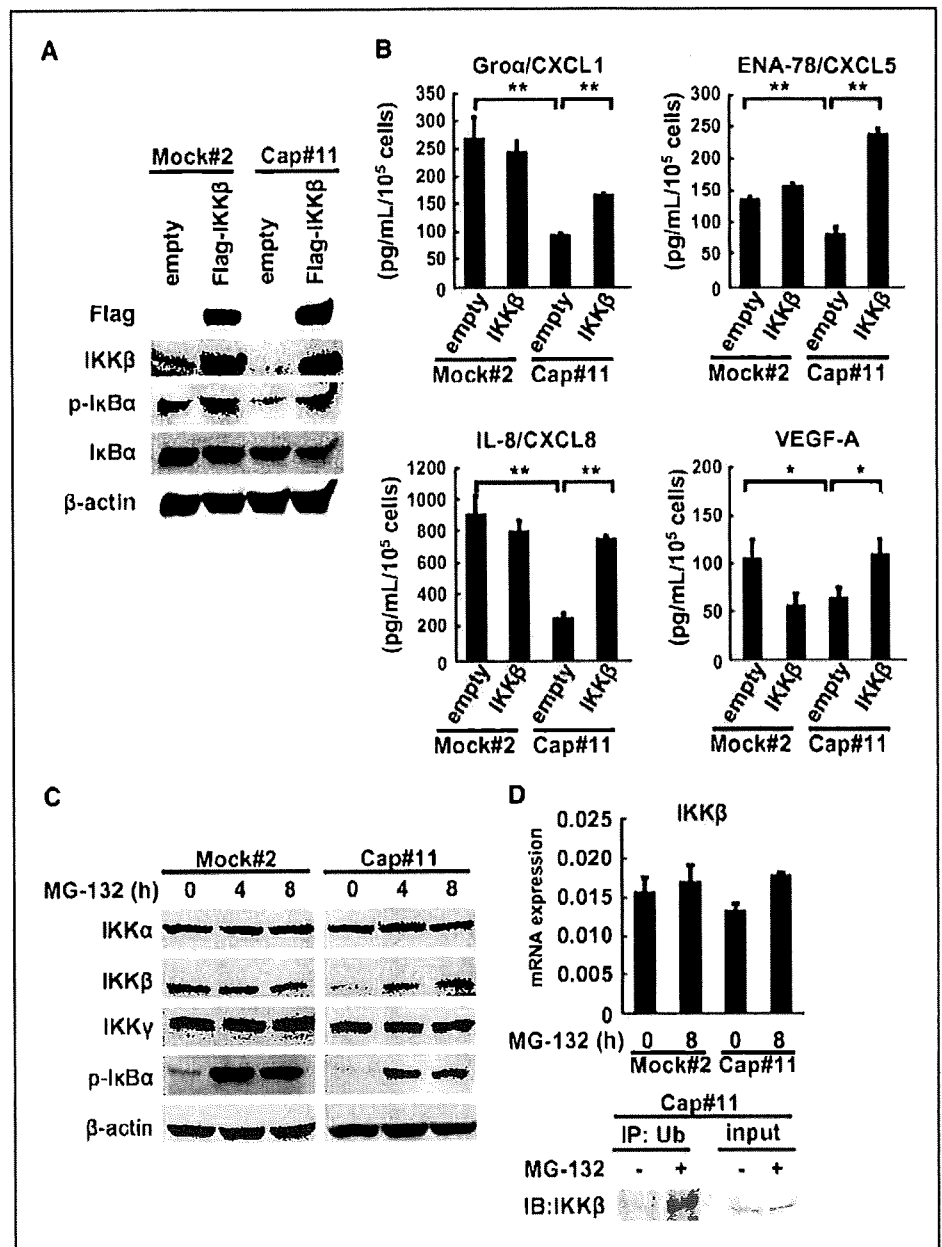 A
Mock#2 Cap#11
empty Flag-IKKβ empty Flag-IKKβ
Flag
IKKβ
p-IκBα
IκBα
β-actin
B
Groα/CXCL1
** **
350
300
250
200
150
100
50
0
(pg/mL/10⁵ cells)
empty IKKβ empty IKKβ
Mock#2 Cap#11
ENA-78/CXCL5
** **
300
250
200
150
100
50
0
(pg/mL/10⁵ cells)
empty IKKβ empty IKKβ
Mock#2 Cap#11
IL-8/CXCL8
** **
1200
1000
800
600
400
200
0
(pg/mL/10⁵ cells)
empty IKKβ empty IKKβ
Mock#2 Cap#11
VEGF-A
* *
200
150
100
50
0
(pg/mL/10⁵ cells)
empty IKKβ empty IKKβ
Mock#2 Cap#11
C
Mock#2 Cap#11
MG-132 (h) 0 4 8 0 4 8
IKKα
IKKβ
IKKγ
p-IκBα
β-actin
D
IKKβ
0.025
0.020
0.015
0.010
0.005
0
mRNA expression
MG-132 (h) 0 8 0 8
Mock#2 Cap#11
Cap#11
IP: Ub input
MG-132 - + - +
IB:IKKβ